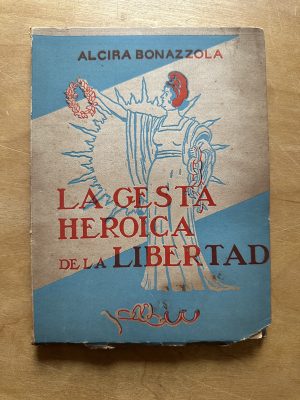 ALCIRA BONAZZOLA
LA GESTA
HEROICA
DE LA LIBERTAD